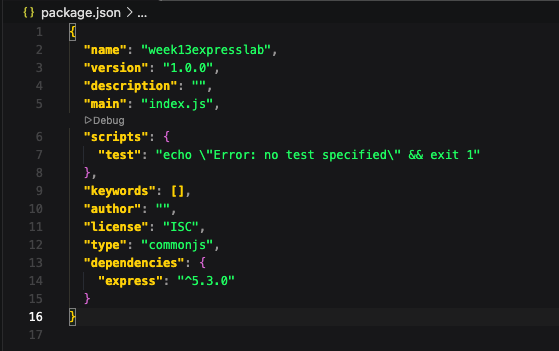 package.json > ...
1 {
2 "name": "week13expresslab",
3 "version": "1.0.0",
4 "description": "",
5 "main": "index.js",
Debug
6 "scripts": {
7 "test": "echo \"Error: no test specified\" && exit 1"
8 },
9 "keywords": [],
10 "author": "",
11 "license": "ISC",
12 "type": "commonjs",
13 "dependencies": {
14 "express": "^5.3.0"
15 }
16 }
17